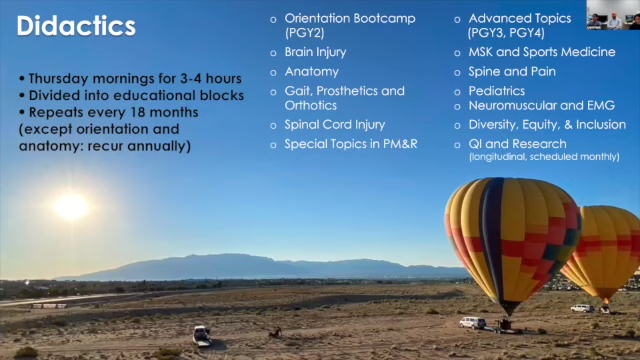 Didactics
• Thursday mornings for 3-4 hours
• Divided into educational blocks
• Repeats every 18 months
(except orientation and
anatomy: recur annually)
o Orientation Bootcamp
(PGY2)
o Brain Injury
o Anatomy
o Gait, Prosthetics and
Orthotics
o Spinal Cord Injury
o Special Topics in PM&R
o Advanced Topics
(PGY3, PGY4)
o MSK and Sports Medicine
o Spine and Pain
o Pediatrics
o Neuromuscular and EMG
o Diversity, Equity, & Inclusion
o QI and Research
(longitudinal, scheduled monthly)